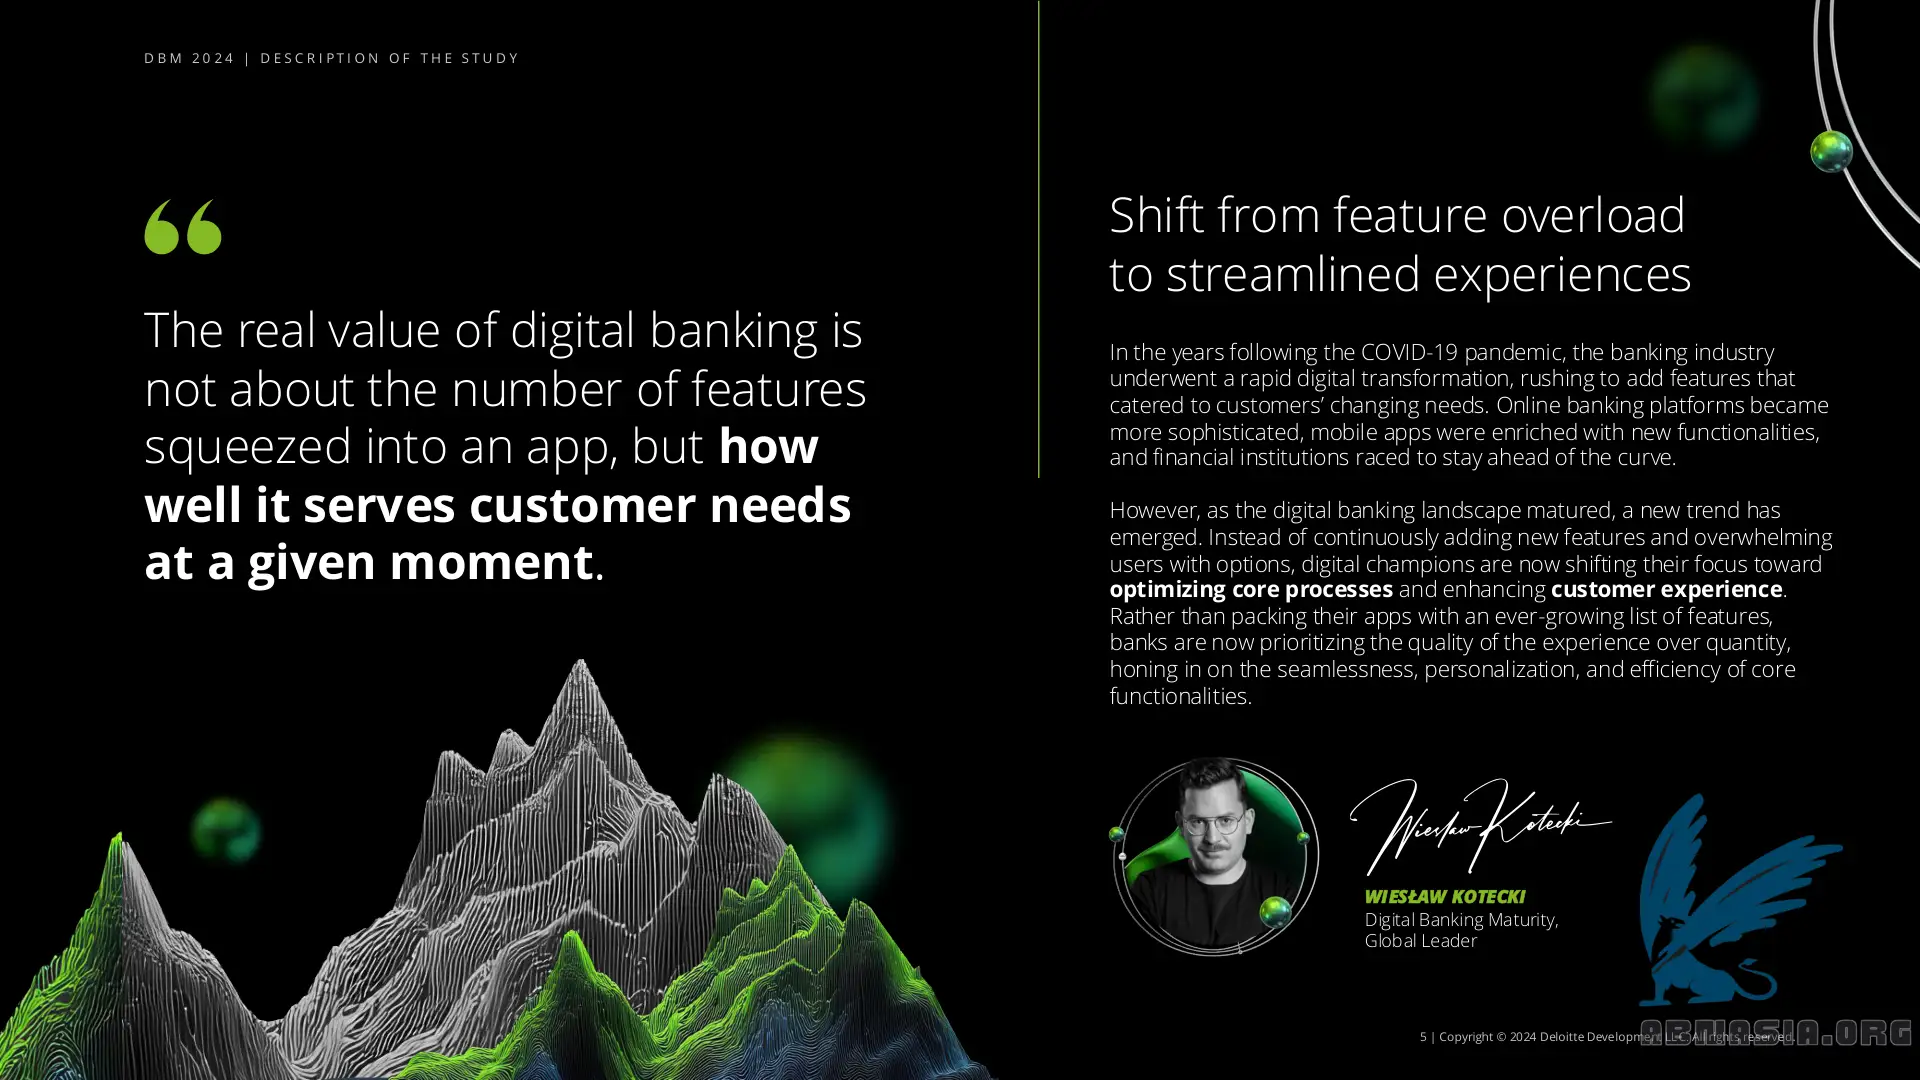 DBM 2024 | DESCRIPTION OF THE STUDY
“
The real value of digital banking is
not about the number of features
squeezed into an app, but how
well it serves customer needs
at a given moment.
Shift from feature overload
to streamlined experiences
In the years following the COVID-19 pandemic, the banking industry
underwent a rapid digital transformation, rushing to add features that
catered to customers’ changing needs. Online banking platforms became
more sophisticated, mobile apps were enriched with new functionalities,
and financial institutions raced to stay ahead of the curve.
However, as the digital banking landscape matured, a new trend has
emerged. Instead of continuously adding new features and overwhelming
users with options, digital champions are now shifting their focus toward
optimizing core processes and enhancing customer experience.
Rather than packing their apps with an ever-growing list of features,
banks are now prioritizing the quality of the experience over quantity,
honing in on the seamlessness, personalization, and efficiency of core
functionalities.
Wiesław Kotecki
WIESŁAW KOTECKI
Digital Banking Maturity,
Global Leader
5 | Copyright © 2024 Deloitte Development LLC. All rights reserved.
ABMASIA.ORG